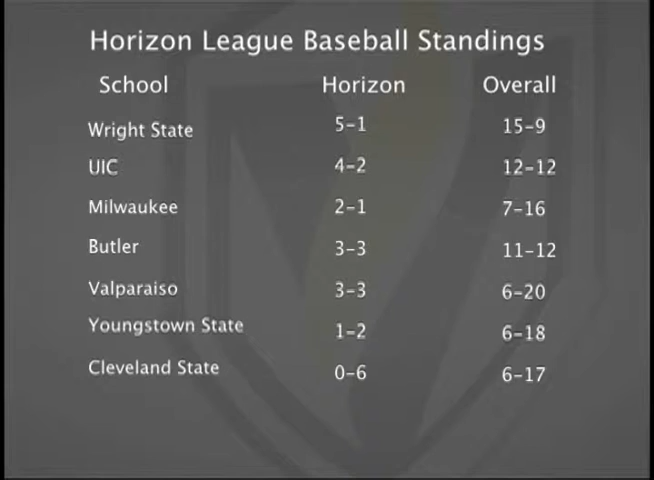 Horizon League Baseball Standings
School Horizon Overall
Wright State 5-1 15-9
UIC 4-2 12-12
Milwaukee 2-1 7-16
Butler 3-3 11-12
Valparaiso 3-3 6-20
Youngstown State 1-2 6-18
Cleveland State 0-6 6-17